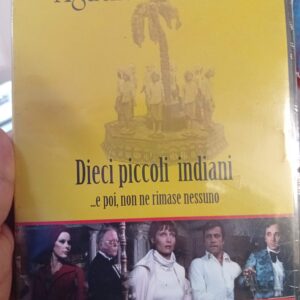 Dieci piccoli indiani
...e poi, non ne rimase nessuno